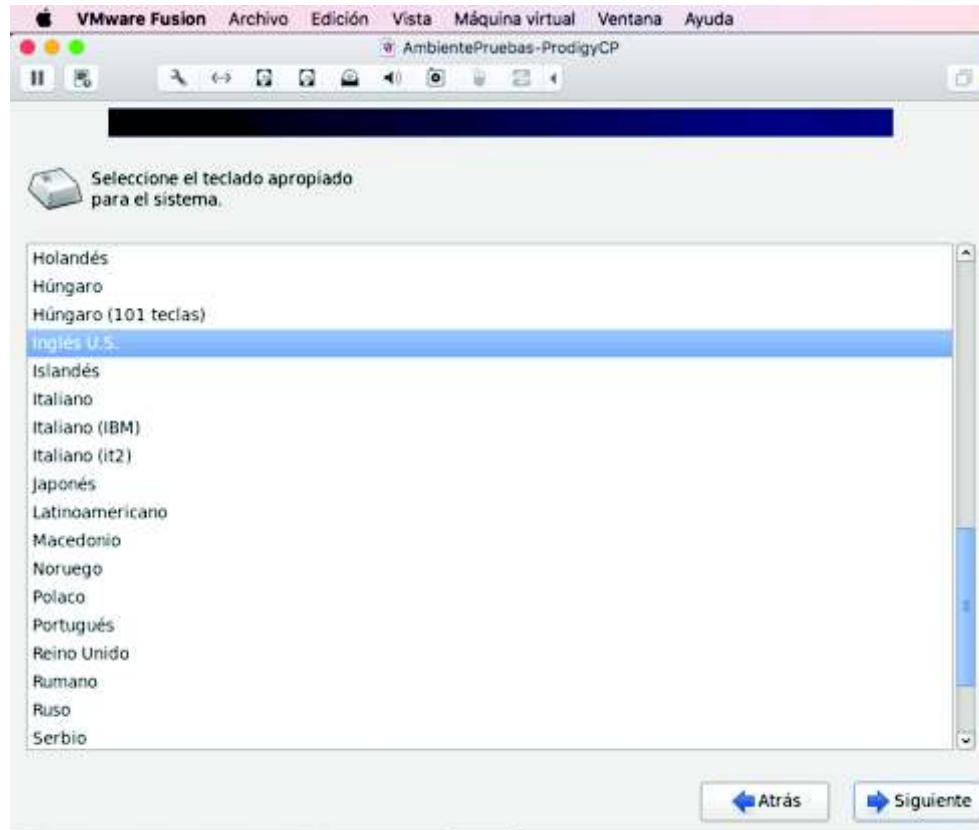 VMware Fusion Archivo Edición Vista Máquina virtual Ventana Ayuda
AmbientePruebas-ProdigyCP
Seleccione el teclado apropiado
para el sistema.
Holandés
Húngaro
Húngaro (101 teclas)
Inglés U.S.
Islandés
Italiano
Italiano (IBM)
Italiano (it2)
Japonés
Latinoamericano
Macedonio
Noruego
Polaco
Portugués
Reino Unido
Rumano
Ruso
Serbio
Atrás Siguiente